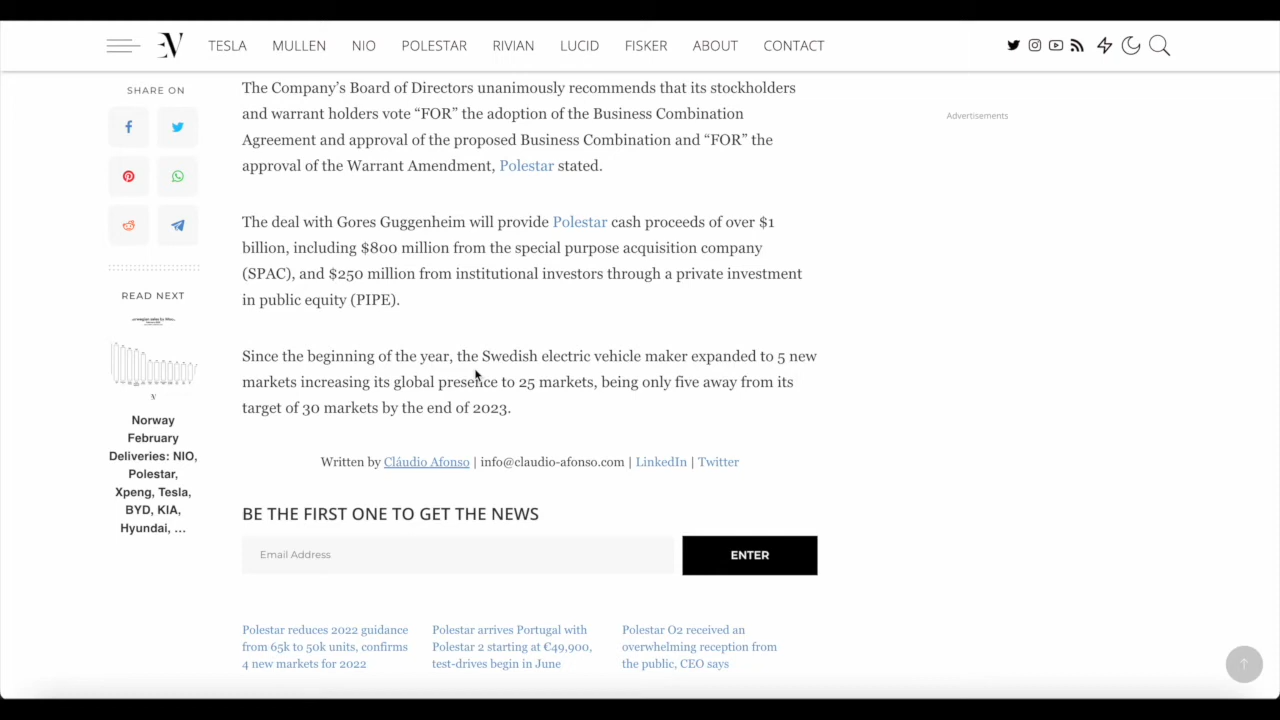 EV
TESLA
MULLEN
NIO
POLESTAR
RIVIAN
LUCID
FISKER
ABOUT
CONTACT
SHARE ON
READ NEXT
Norway
February
Deliveries: NIO,
Polestar,
Xpeng, Tesla,
BYD, KIA,
Hyundai, ...
The Company’s Board of Directors unanimously recommends that its stockholders
and warrant holders vote “FOR” the adoption of the Business Combination
Agreement and approval of the proposed Business Combination and “FOR” the
approval of the Warrant Amendment, Polestar stated.
The deal with Gores Guggenheim will provide Polestar cash proceeds of over $1
billion, including $800 million from the special purpose acquisition company
(SPAC), and $250 million from institutional investors through a private investment
in public equity (PIPE).
Since the beginning of the year, the Swedish electric vehicle maker expanded to 5 new
markets increasing its global presence to 25 markets, being only five away from its
target of 30 markets by the end of 2023.
Written by Cláudio Afonso | info@claudio-afonso.com | LinkedIn | Twitter
BE THE FIRST ONE TO GET THE NEWS
Email Address
ENTER
Polestar reduces 2022 guidance
from 65k to 50k units, confirms
4 new markets for 2022
Polestar arrives Portugal with
Polestar 2 starting at €49,900,
test-drives begin in June
Polestar O2 received an
overwhelming reception from
the public, CEO says
Advertisements